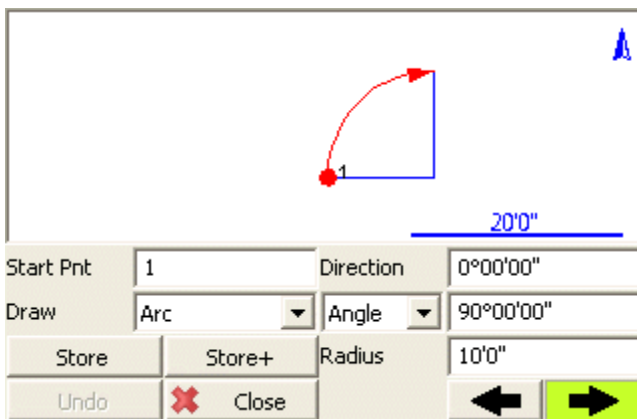 1
20'0"
Start Pnt 1 Direction 0°00'00"
Draw Arc Angle 90°00'00"
Store Store+ Radius 10'0"
Undo Close